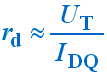 r_d ≈ U_T / I_DQ